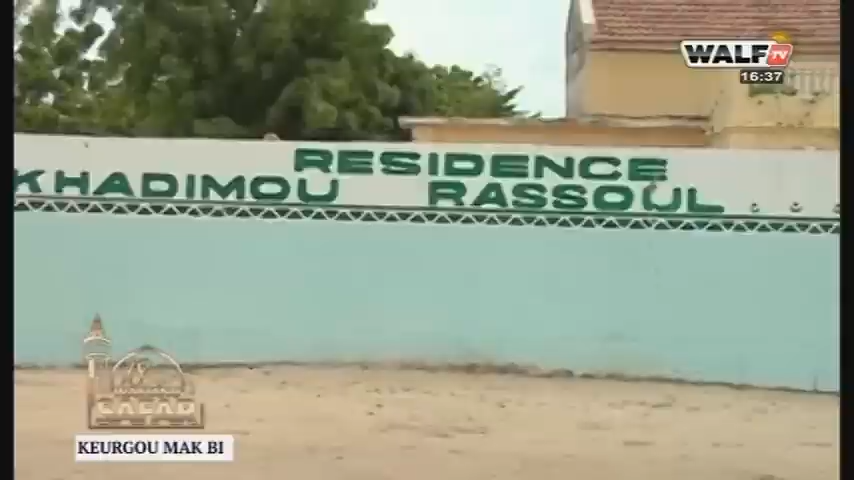 WALF TV
16:37
RESIDENCE
KHADIMOU RASSOUL
KEURGOU MAK BI